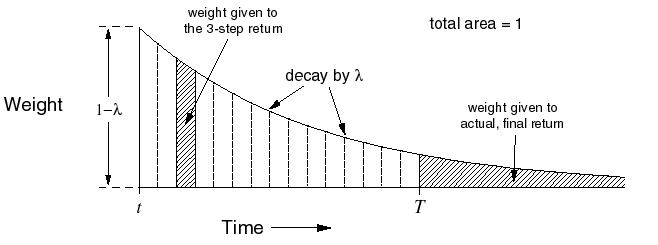 weight given to
the 3-step return
total area = 1
decay by λ
Weight
1−λ
weight given to
actual, final return
t
T
Time